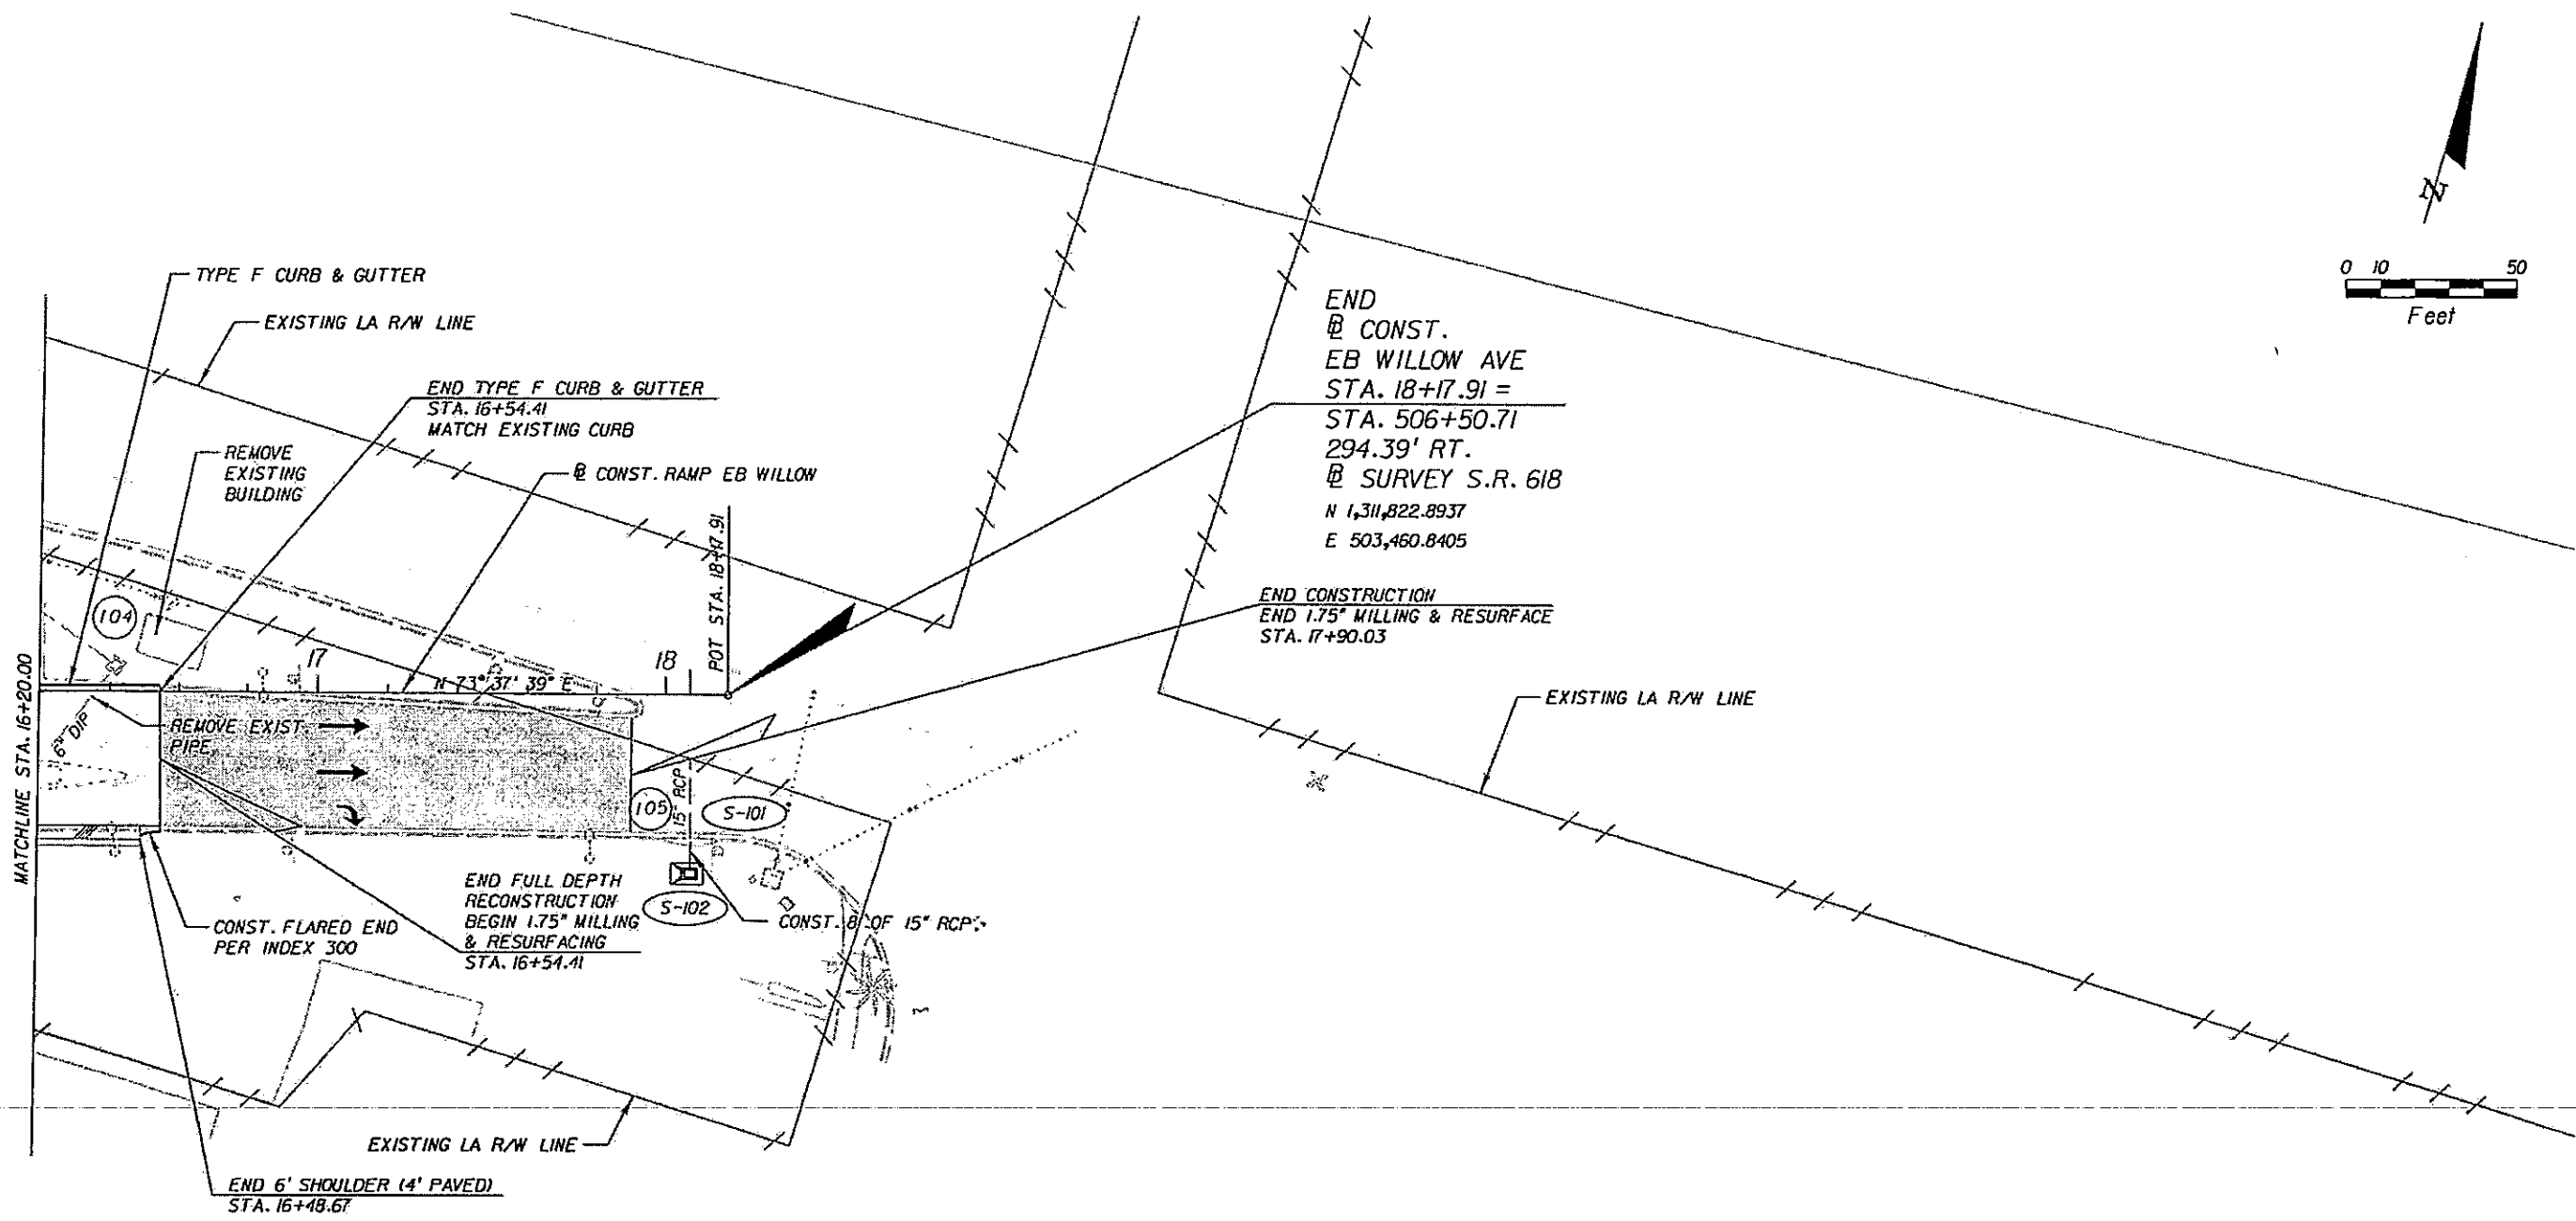 TYPE F CURB & GUTTER
EXISTING LA R/W LINE
END TYPE F CURB & GUTTER
STA. 16+54.41
MATCH EXISTING CURB
REMOVE
EXISTING
BUILDING
℄ CONST. RAMP EB WILLOW
POT STA. 18+17.91
END
℄ CONST.
EB WILLOW AVE
STA. 18+17.91 =
STA. 506+50.71
294.39' RT.
℄ SURVEY S.R. 618
N 1,311,822.8937
E 503,460.8405
N
0 10 50
Feet
END CONSTRUCTION
END 1.75" MILLING & RESURFACE
STA. 17+90.03
EXISTING LA R/W LINE
104
17
18
N 73° 37' 39" E
MATCHLINE STA. 16+20.00
6" DIP
REMOVE EXIST.
PIPE
105
15" RCP
S-101
S-102
CONST. 8' OF 15" RCP
END FULL DEPTH
RECONSTRUCTION
BEGIN 1.75" MILLING
& RESURFACING
STA. 16+54.41
CONST. FLARED END
PER INDEX 300
EXISTING LA R/W LINE
END 6' SHOULDER (4' PAVED)
STA. 16+48.67